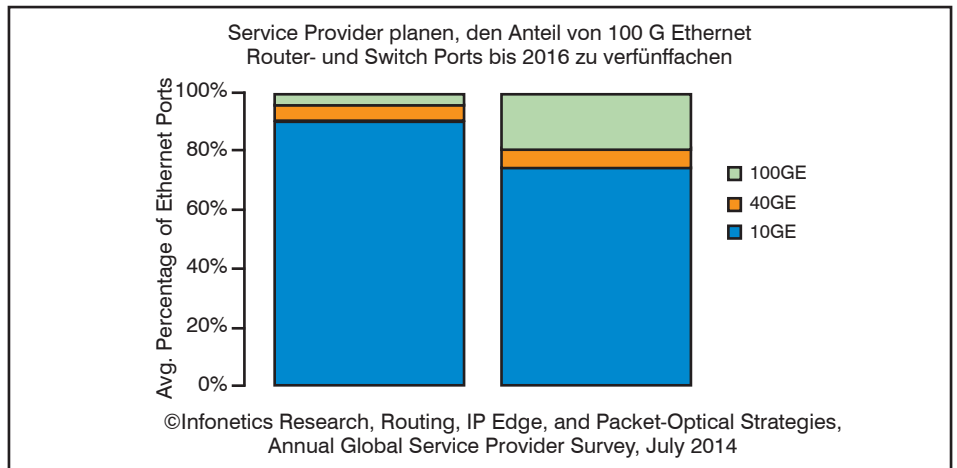 Service Provider planen, den Anteil von 100 G Ethernet
Router- und Switch Ports bis 2016 zu verfünffachen
Avg. Percentage of Ethernet Ports
100%
80%
60%
40%
20%
0%
100GE
40GE
10GE
©Infonetics Research, Routing, IP Edge, and Packet-Optical Strategies,
Annual Global Service Provider Survey, July 2014